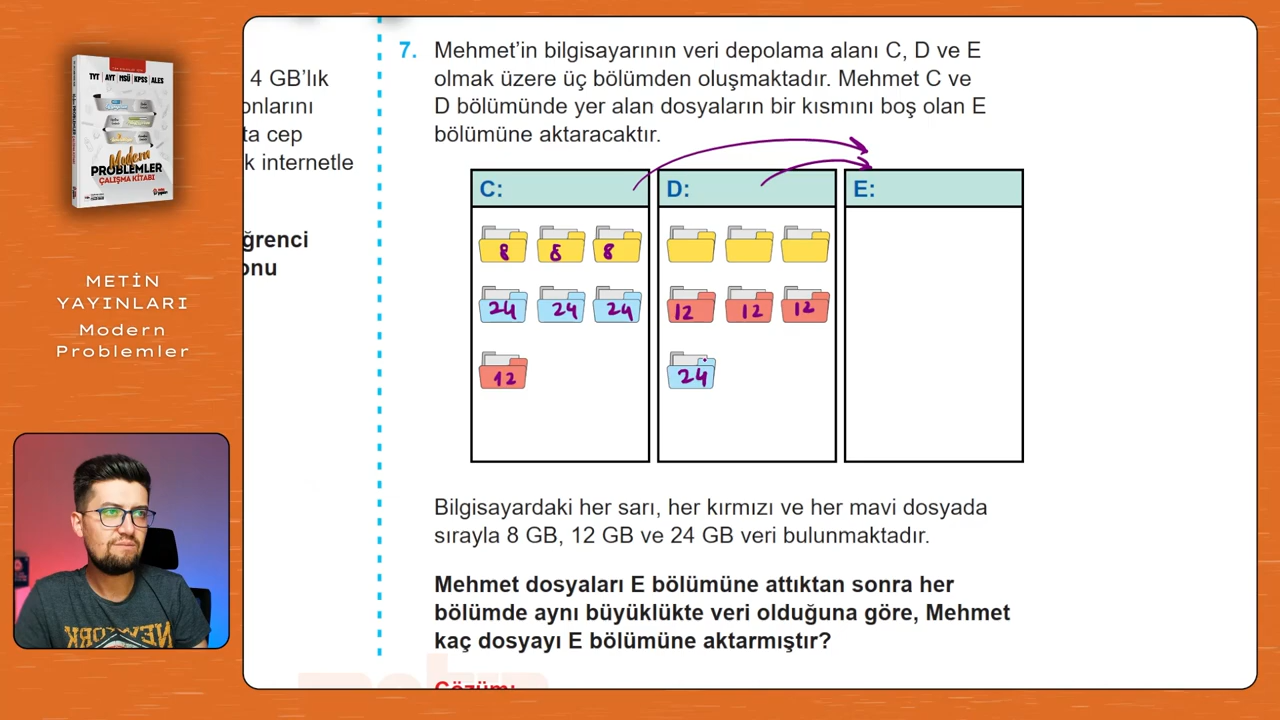 TYT | AYT | MSÜ | KPSS | ALES
Modern
PROBLEMLER
ÇALIŞMA KİTABI
METİN
YAYINLARI
Modern
Problemler
4 GB’lık
onlarını
ta cep
k internetle
ğrenci
onu
7. Mehmet’in bilgisayarının veri depolama alanı C, D ve E
olmak üzere üç bölümden oluşmaktadır. Mehmet C ve
D bölümünde yer alan dosyaların bir kısmını boş olan E
bölümüne aktaracaktır.
C: D: E:
8 8 8
24 24 24 12 12 12
12 24
Bilgisayardaki her sarı, her kırmızı ve her mavi dosyada
sırayla 8 GB, 12 GB ve 24 GB veri bulunmaktadır.
Mehmet dosyaları E bölümüne attıktan sonra her
bölümde aynı büyüklükte veri olduğuna göre, Mehmet
kaç dosyayı E bölümüne aktarmıştır?
Çözüm: